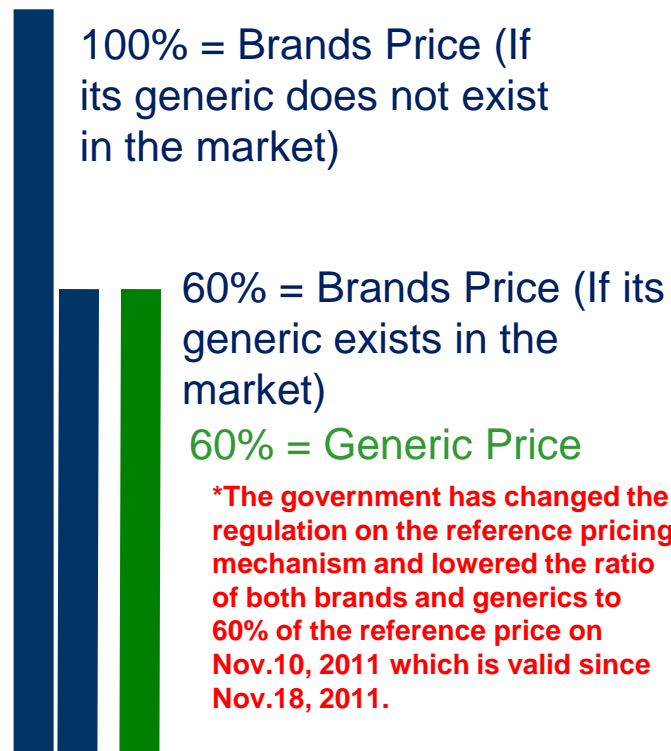 100% = Brands Price (If
its generic does not exist
in the market)
60% = Brands Price (If its
generic exists in the
market)
60% = Generic Price
*The government has changed the
regulation on the reference pricing
mechanism and lowered the ratio
of both brands and generics to
60% of the reference price on
Nov.10, 2011 which is valid since
Nov.18, 2011.